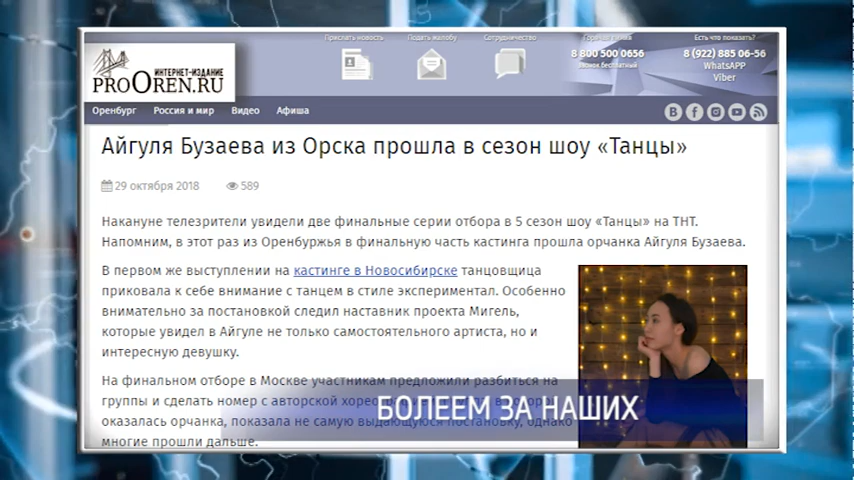 Прислать новость
Подать жалобу
Сотрудничество
Горячая линия
8 800 500 0656
звонок бесплатный
Есть что показать?
8 (922) 885 06-56
WhatsAPP
Viber
ИНТЕРНЕТ-ИЗДАНИЕ
PROOREN.RU
Оренбург Россия и мир Видео Афиша
Айгуля Бузаева из Орска прошла в сезон шоу «Танцы»
29 октября 2018 589
Накануне телезрители увидели две финальные серии отбора в 5 сезон шоу «Танцы» на ТНТ.
Напомним, в этот раз из Оренбуржья в финальную часть кастинга прошла орчанка Айгуля Бузаева.
В первом же выступлении на кастинге в Новосибирске танцовщица
приковала к себе внимание с танцем в стиле экспериментал. Особенно
внимательно за постановкой следил наставник проекта Мигель,
которые увидел в Айгуле не только самостоятельного артиста, но и
интересную девушку.
На финальном отборе в Москве участникам предложили разбиться на
группы и сделать номер с авторской
оказалась орчанка, показала не самую выдающуюся постановку, однако
многие прошли дальше.
БОЛЕЕМ ЗА НАШИХ